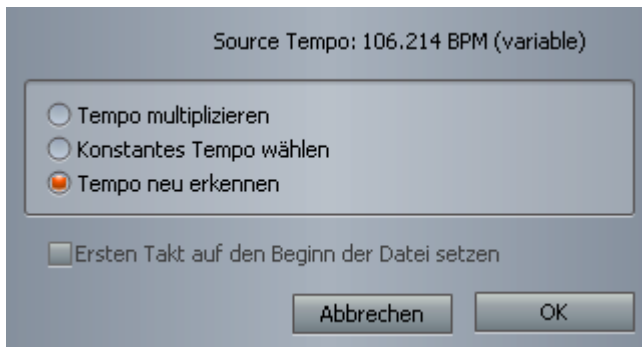 Source Tempo: 106.214 BPM (variable)
Tempo multiplizieren
Konstantes Tempo wählen
Tempo neu erkennen
Ersten Takt auf den Beginn der Datei setzen
Abbrechen OK